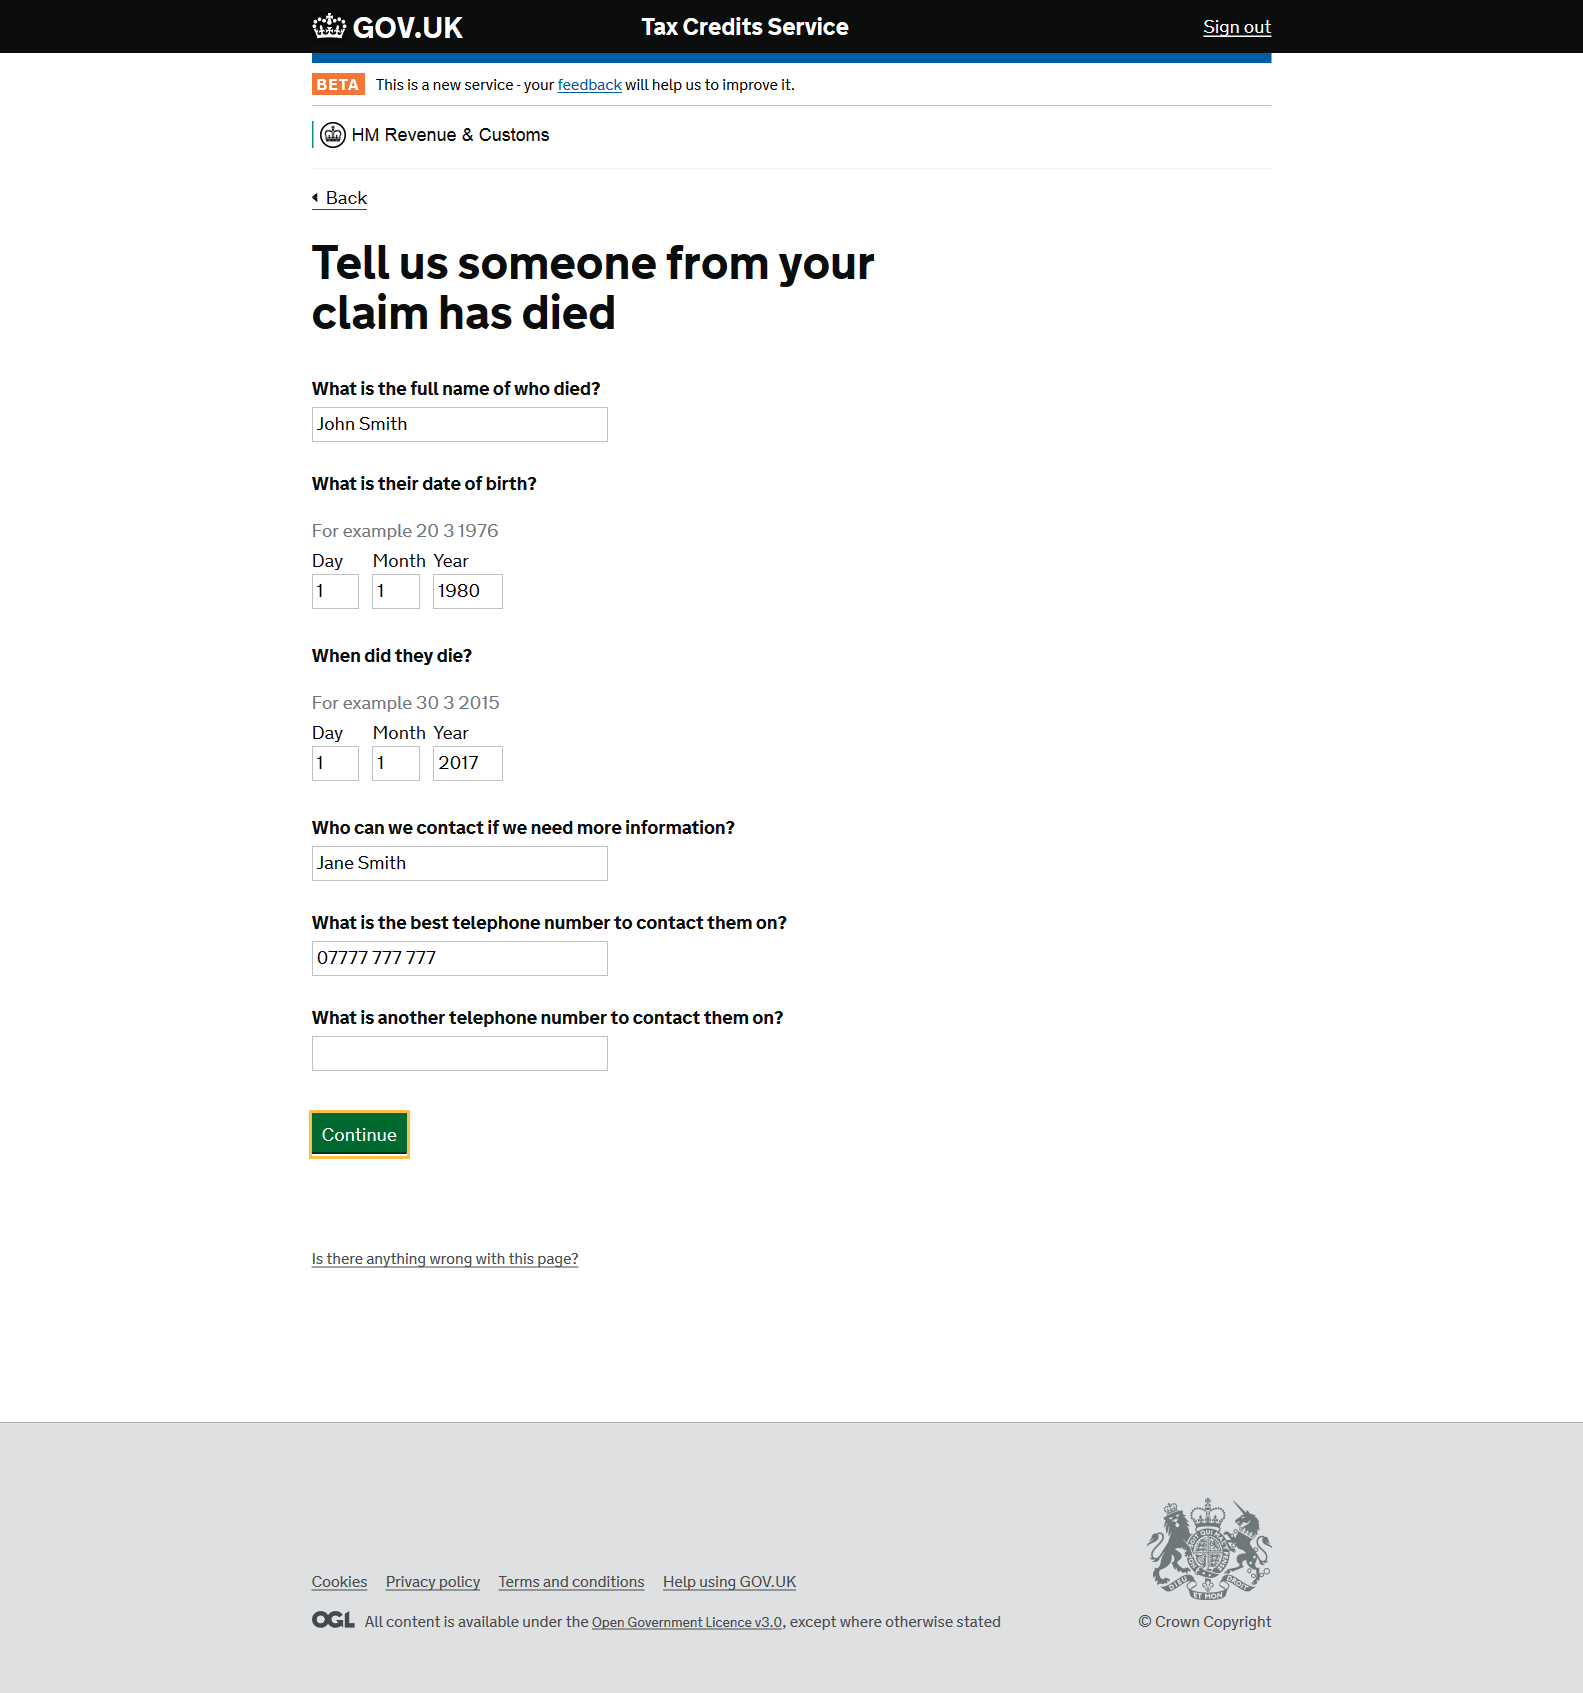 GOV.UK
Tax Credits Service
Sign out
BETA This is a new service - your feedback will help us to improve it.
HM Revenue & Customs
Back
Tell us someone from your
claim has died
What is the full name of who died?
John Smith
What is their date of birth?
For example 20 3 1976
Day Month Year
1 1 1980
When did they die?
For example 30 3 2015
Day Month Year
1 1 2017
Who can we contact if we need more information?
Jane Smith
What is the best telephone number to contact them on?
07777 777 777
What is another telephone number to contact them on?
Continue
Is there anything wrong with this page?
Cookies Privacy policy Terms and conditions Help using GOV.UK
OGL All content is available under the Open Government Licence v3.0, except where otherwise stated
© Crown Copyright